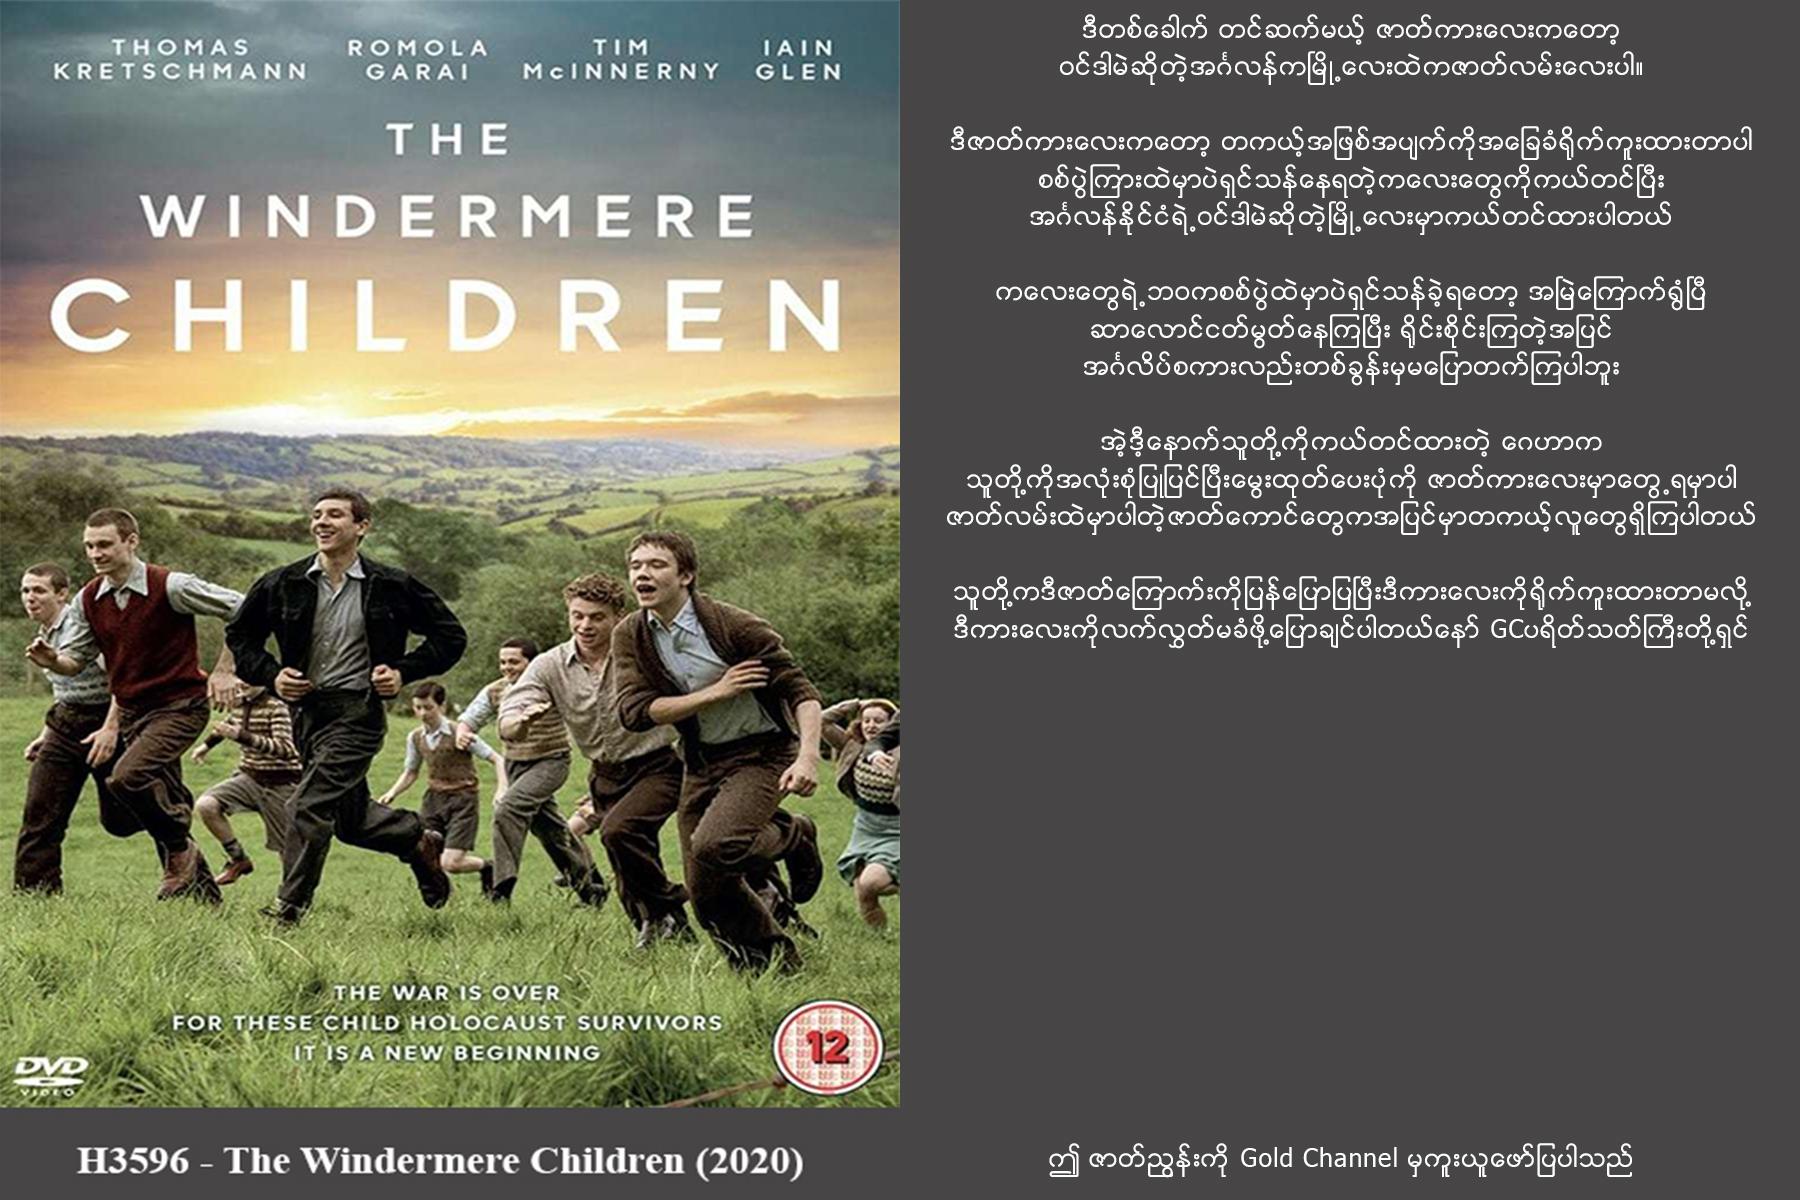 THOMAS KRETSCHMANN
ROMOLA GARAI
TIM McINNERNY
IAIN GLEN
THE
WINDERMERE
CHILDREN
THE WAR IS OVER
FOR THESE CHILD HOLOCAUST SURVIVORS
IT IS A NEW BEGINNING
DVD
VIDEO
12
H3596 - The Windermere Children (2020)
ဒီတစ်ခေါက် တင်ဆက်မယ့် ဇာတ်ကားလေးကတော့
ဝင်ဒါမဲဆိုတဲ့အင်္ဂလန်ကမြို့လေးထဲကဇာတ်လမ်းလေးပါ။
ဒီဇာတ်ကားလေးကတော့ တကယ့်အဖြစ်အပျက်ကိုအခြေခံရိုက်ကူးထားတာပါ
စစ်ပွဲကြားထဲမှာပဲရှင်သန်နေရတဲ့ကလေးတွေကိုကယ်တင်ပြီး
အင်္ဂလန်နိုင်ငံရဲ့ဝင်ဒါမဲဆိုတဲ့မြို့လေးမှာကယ်တင်ထားပါတယ်
ကလေးတွေရဲ့ဘဝကစစ်ပွဲထဲမှာပဲရှင်သန်ခဲ့ရတော့ အမြဲကြောက်ရွံ့ပြီ
ဆာလောင်ငတ်မွတ်နေကြပြီး ရိုင်းစိုင်းကြတဲ့အပြင်
အင်္ဂလိပ်စကားလည်းတစ်ခွန်းမှမပြောတက်ကြပါဘူး
အဲ့ဒီ့နောက်သူတို့ကိုကယ်တင်ထားတဲ့ ဂေဟာက
သူတို့ကိုအလုံးစုံပြုပြင်ပြီးမွေးထုတ်ပေးပုံကို ဇာတ်ကားလေးမှာတွေ့ရမှာပါ
ဇာတ်လမ်းထဲမှာပါတဲ့ဇာတ်ကောင်တွေကအပြင်မှာတကယ့်လူတွေရှိကြပါတယ်
သူတို့ကဒီဇာတ်ကြောက်းကိုပြန်ပြောပြပြီးဒီကားလေးကိုရိုက်ကူးထားတာမလို့
ဒီကားလေးကိုလက်လွှတ်မခံဖို့ပြောချင်ပါတယ်နော် GCပရိတ်သတ်ကြီးတို့ရှင်
ဤ ဇာတ်ညွှန်းကို Gold Channel မှကူးယူဖော်ပြပါသည်